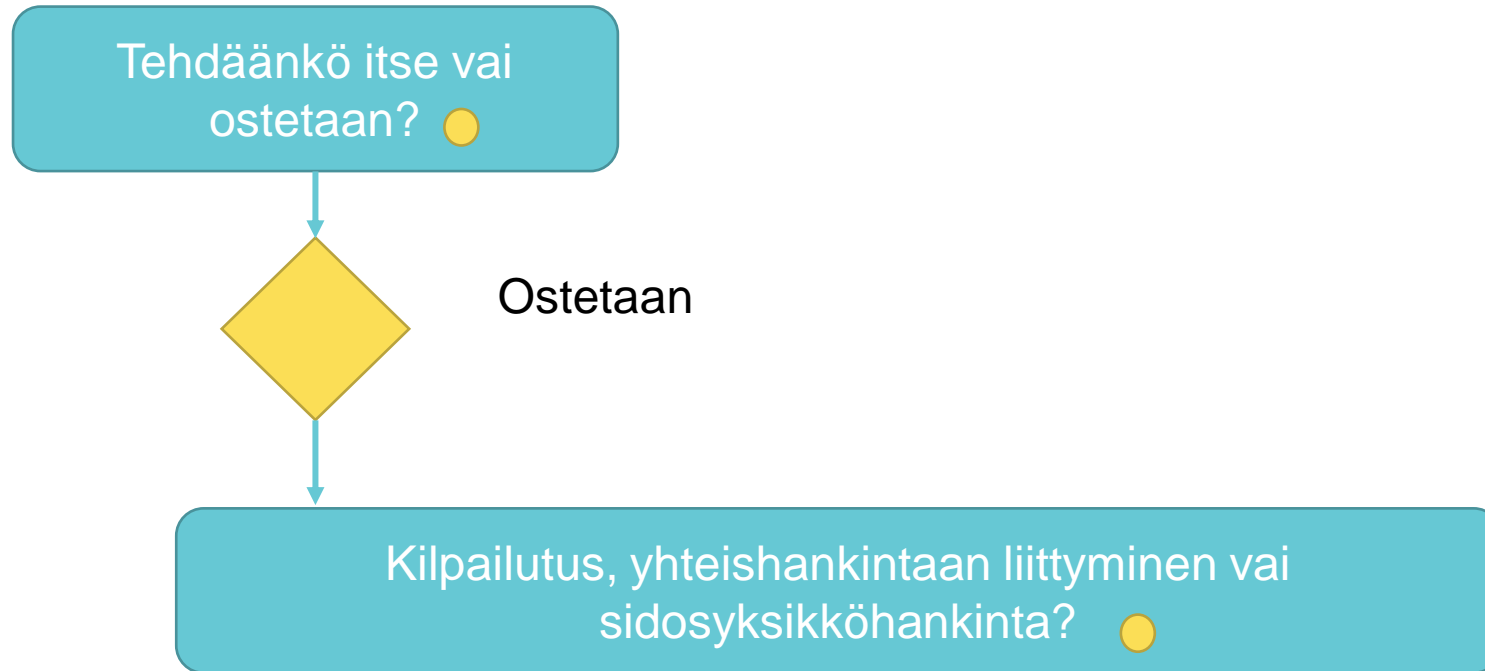 Tehdäänkö itse vai
ostetaan?
Ostetaan
Kilpailutus, yhteishankintaan liittyminen vai
sidosyksikköhankinta?